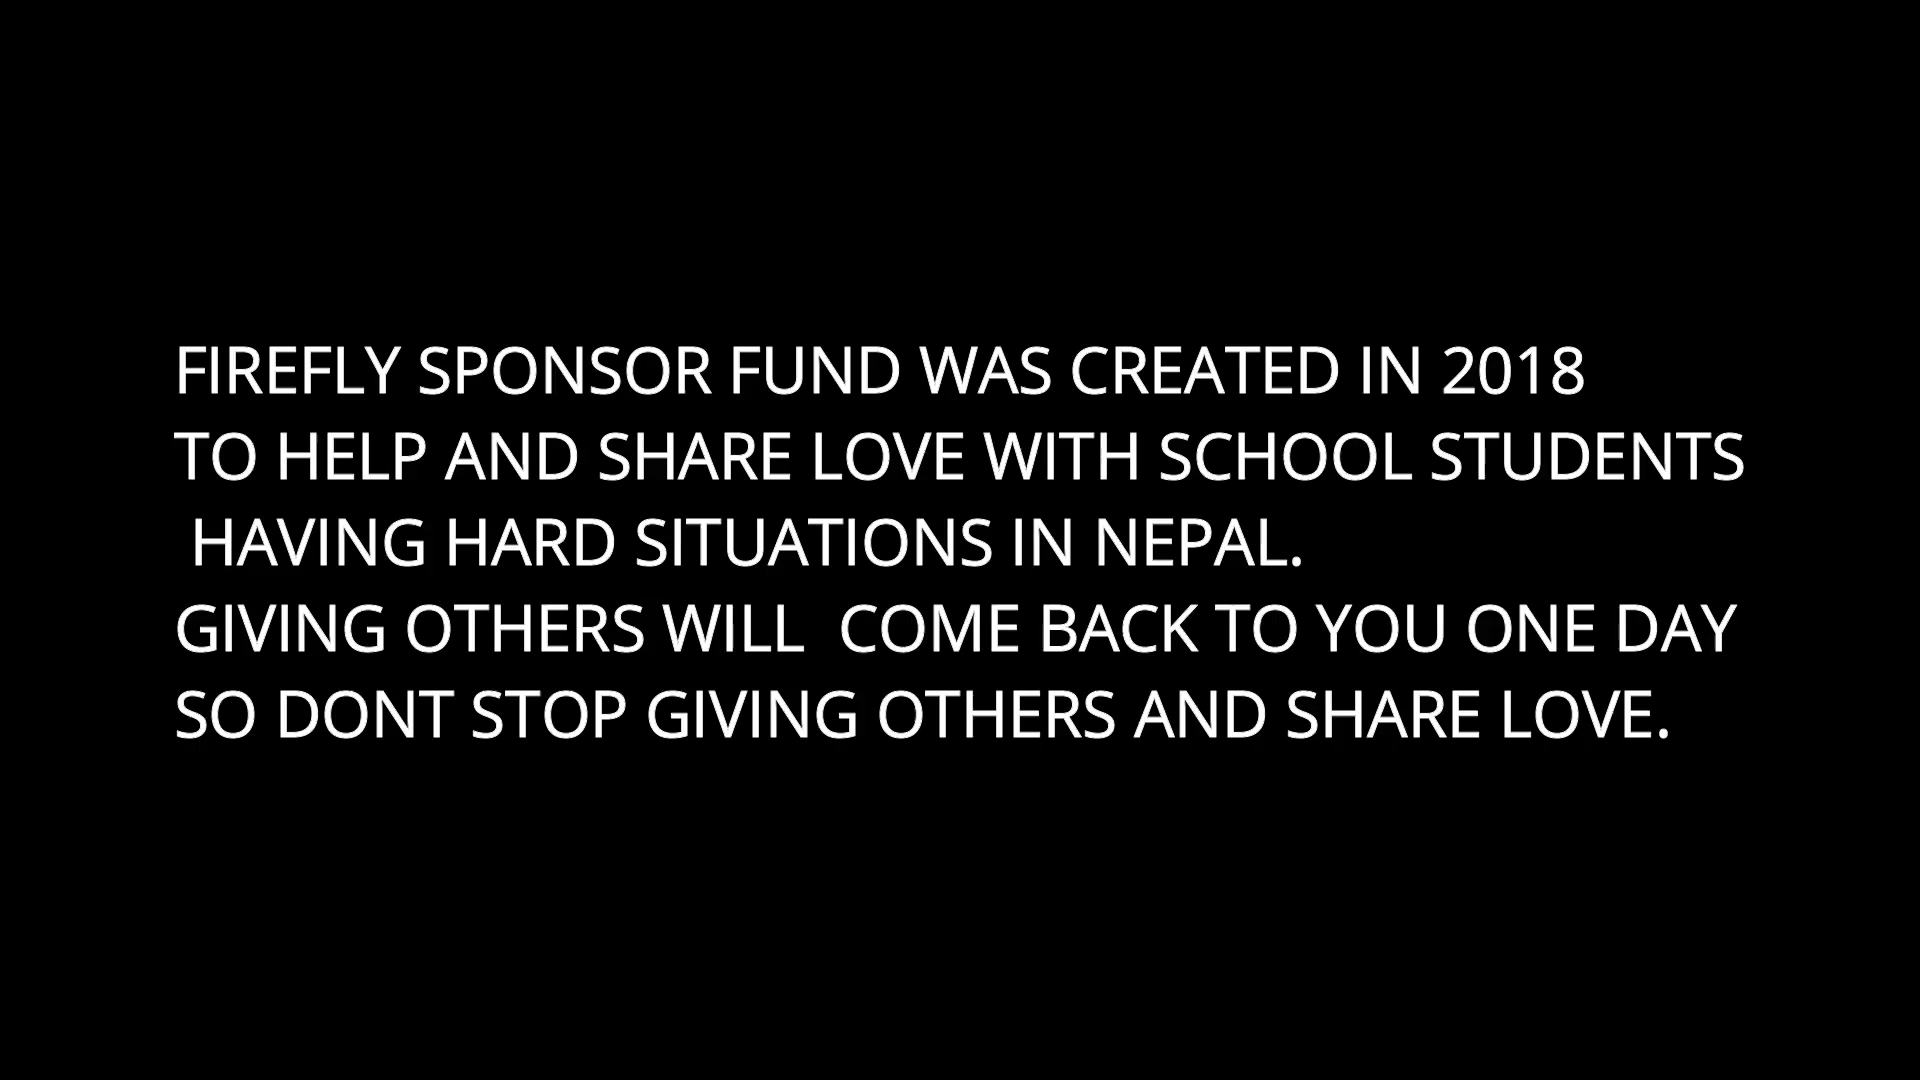 FIREFLY SPONSOR FUND WAS CREATED IN 2018
TO HELP AND SHARE LOVE WITH SCHOOL STUDENTS
HAVING HARD SITUATIONS IN NEPAL.
GIVING OTHERS WILL  COME BACK TO YOU ONE DAY
SO DONT STOP GIVING OTHERS AND SHARE LOVE.